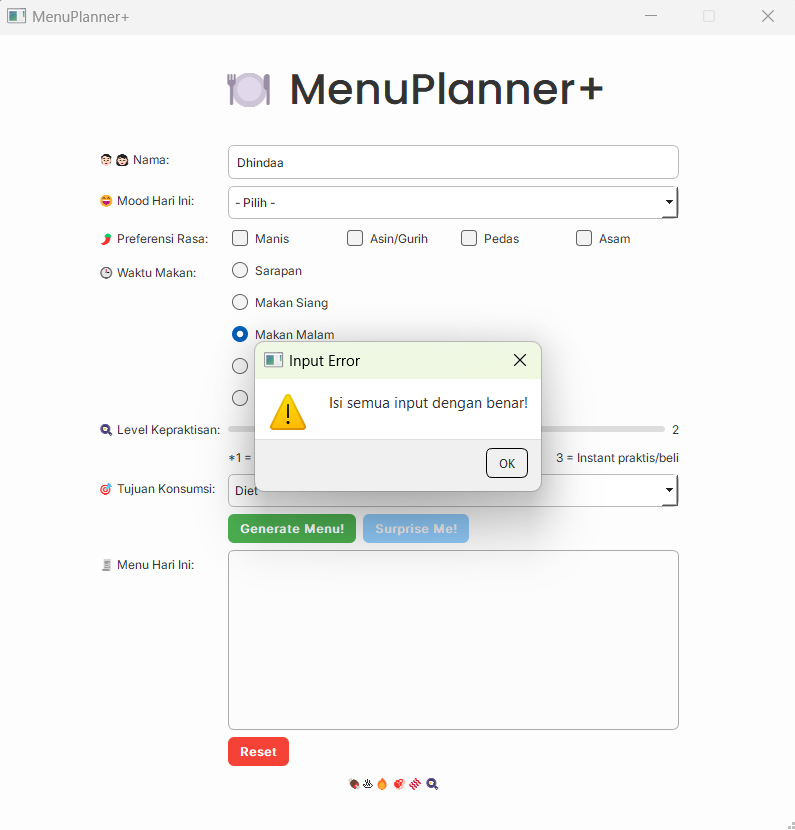 MenuPlanner+
MenuPlanner+
Nama: Dhindaa
Mood Hari Ini: - Pilih -
Preferensi Rasa: Manis Asin/Gurih Pedas Asam
Waktu Makan: Sarapan
Makan Siang
Makan Malam
Input Error
Isi semua input dengan benar!
OK
Level Kepraktisan: 2
*1 = 3 = Instant praktis/beli
Tujuan Konsumsi: Diet
Generate Menu! Surprise Me!
Menu Hari Ini:
Reset